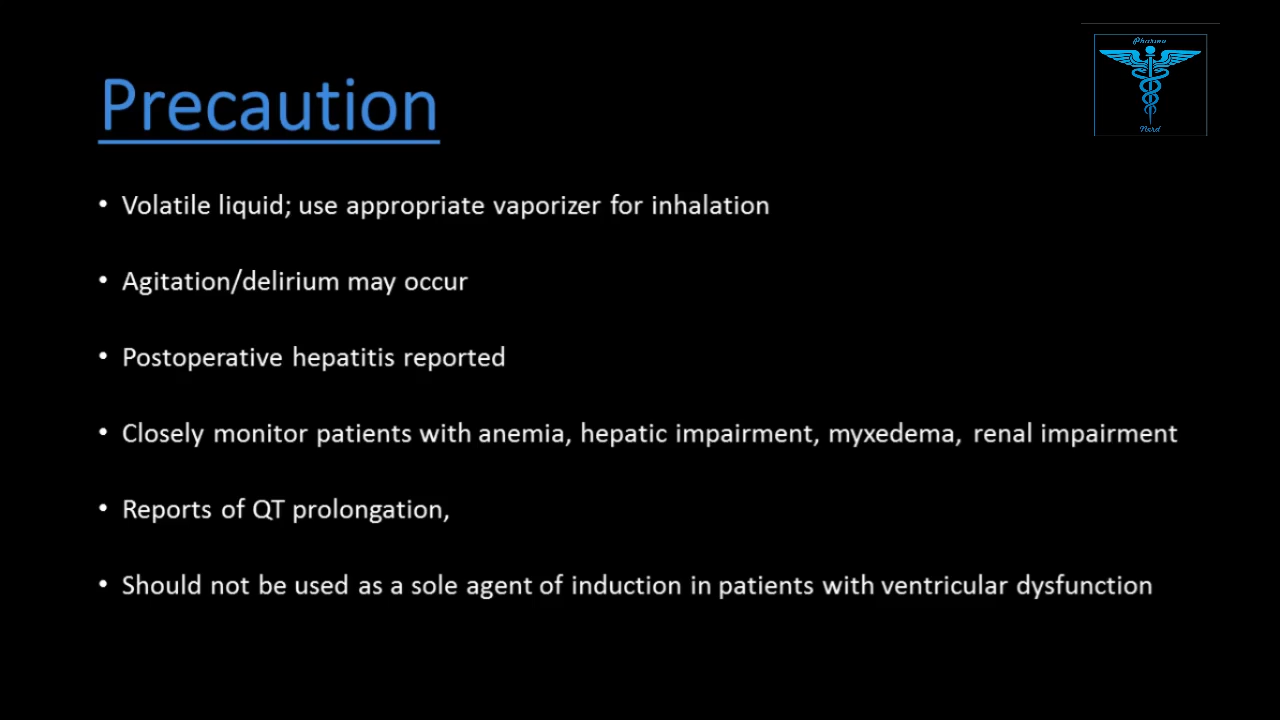 Pharma
Nerd
Precaution
• Volatile liquid; use appropriate vaporizer for inhalation
• Agitation/delirium may occur
• Postoperative hepatitis reported
• Closely monitor patients with anemia, hepatic impairment, myxedema, renal impairment
• Reports of QT prolongation,
• Should not be used as a sole agent of induction in patients with ventricular dysfunction